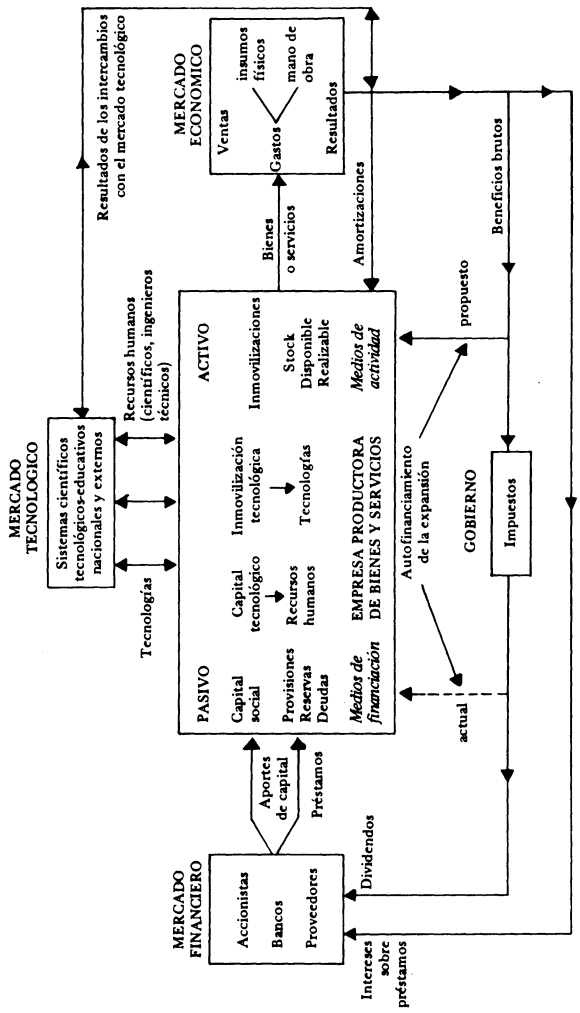 MERCADO
TECNOLOGICO
Sistemas científicos
tecnológicos-educativos
nacionales y externos
Resultados de los intercambios
con el mercado tecnológico
Tecnologías
Recursos humanos
(científicos, ingenieros
técnicos)
MERCADO
FINANCIERO
Accionistas
Bancos
Proveedores
Aportes
de capital
Préstamos
PASIVO
Capital
social
Provisiones
Reservas
Deudas
Medios de
financiación
Capital
tecnológico
Recursos
humanos
Inmovilización
tecnológica
Tecnologías
EMPRESA PRODUCTORA
DE BIENES Y SERVICIOS
ACTIVO
Inmovilizaciones
Stock
Disponible
Realizable
Medios de
actividad
Bienes
o servicios
MERCADO
ECONOMICO
Ventas
Gastos
insumos
físicos
mano de
obra
Resultados
Amortizaciones
Dividendos
Intereses
sobre
préstamos
actual
Autofinanciamiento
de la expansión
propuesto
GOBIERNO
Impuestos
Beneficios brutos